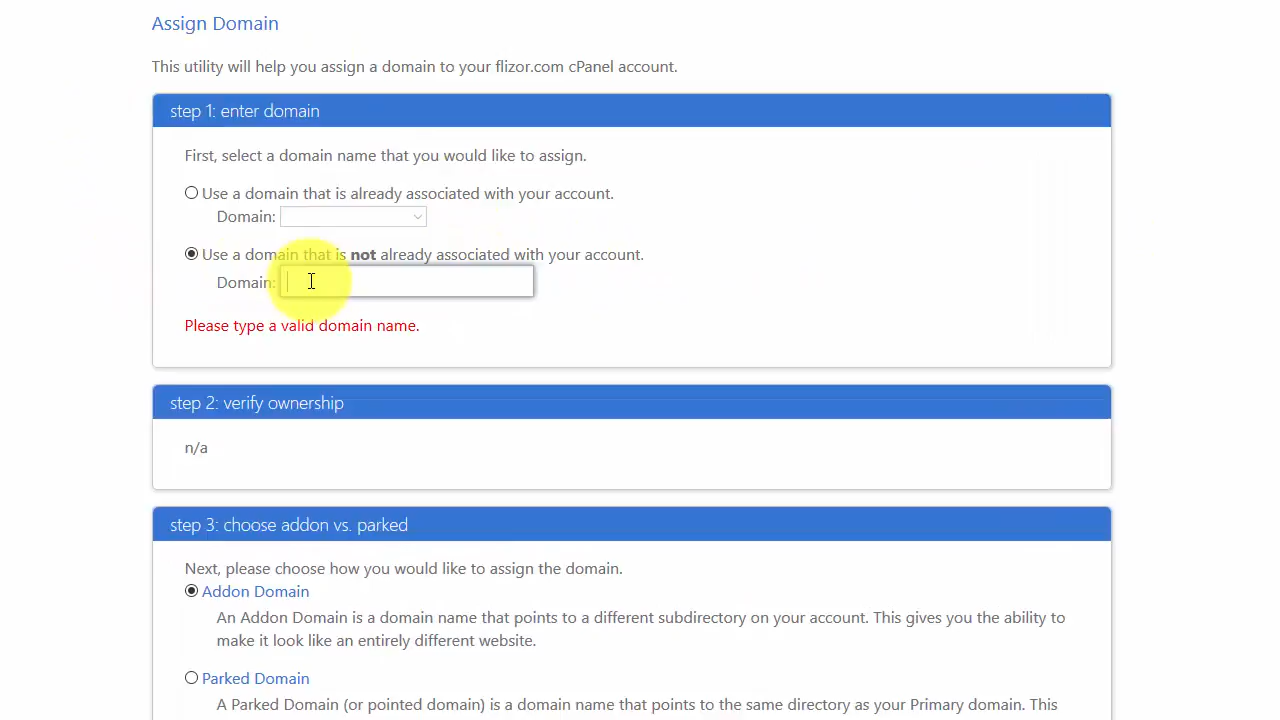 Assign Domain
This utility will help you assign a domain to your flizor.com cPanel account.
step 1: enter domain
First, select a domain name that you would like to assign.
Use a domain that is already associated with your account.
Domain:
Use a domain that is not already associated with your account.
Domain:
Please type a valid domain name.
step 2: verify ownership
n/a
step 3: choose addon vs. parked
Next, please choose how you would like to assign the domain.
Addon Domain
An Addon Domain is a domain name that points to a different subdirectory on your account. This gives you the ability to
make it look like an entirely different website.
Parked Domain
A Parked Domain (or pointed domain) is a domain name that points to the same directory as your Primary domain. This